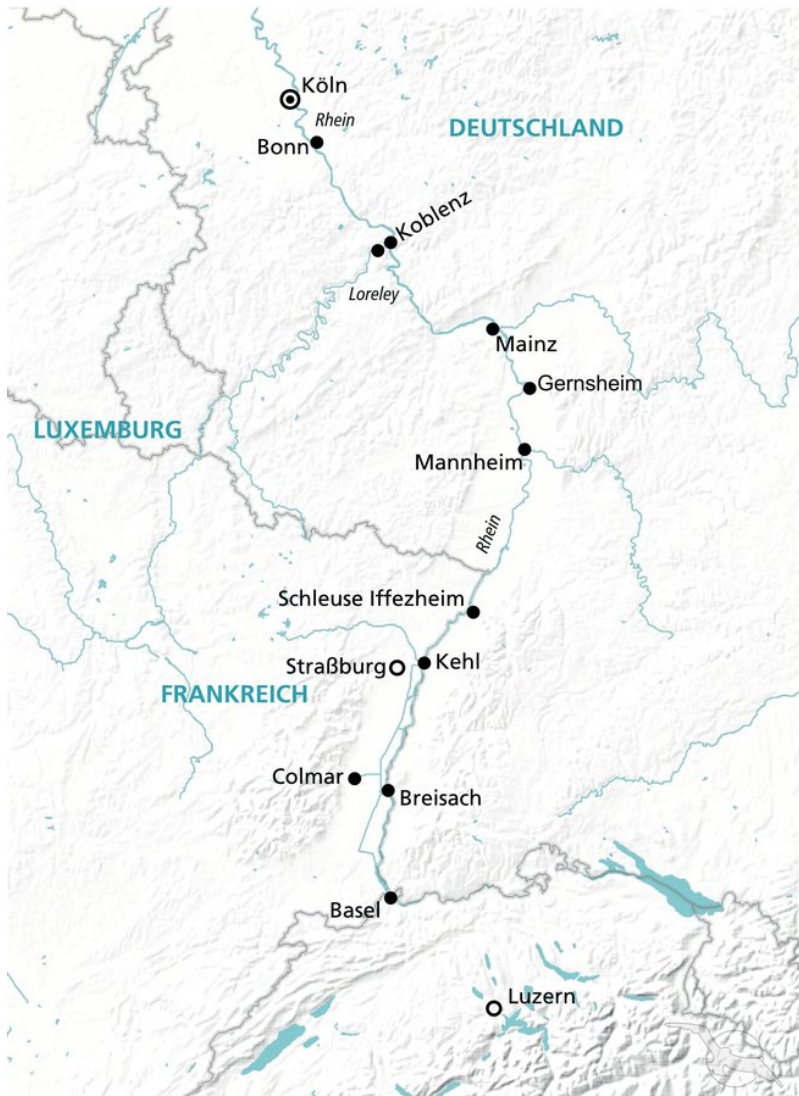 Köln
Rhein
DEUTSCHLAND
Bonn
Koblenz
Loreley
Mainz
Gernsheim
LUXEMBURG
Mannheim
Rhein
Schleuse Iffezheim
Straßburg
Kehl
FRANKREICH
Colmar
Breisach
Basel
Luzern